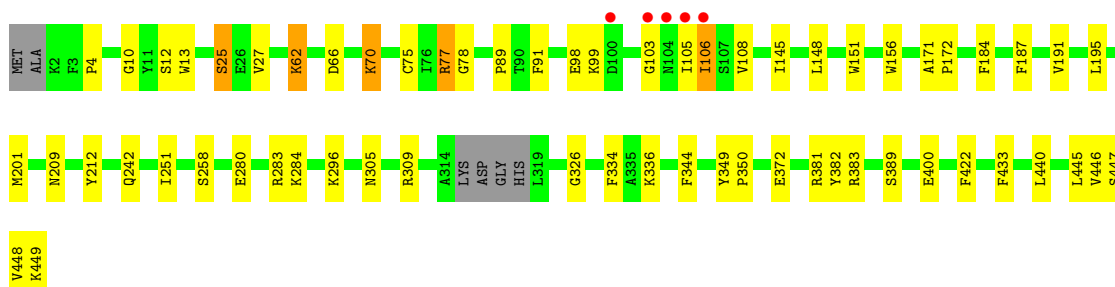 MET ALA K2 F3 P4 G10 Y11 S12 W13 S25 E26 V27 K62 D66 K70 C75 I76 R77 G78 P89 T90 F91 E98 K99 D100 G103 N104 I105 I106 S107 V108 I145 L148 W151 W156 A171 P172 F184 F187 V191 L195
M201 N209 Y212 Q242 I251 S258 E280 R283 K284 K296 N305 R309 A314 LYS ASP GLY HIS L319 G326 F334 A335 K336 F344 Y349 P350 E372 R381 Y382 R383 S389 E400 F422 F433 L440 L445 V446 S447
V448 K449